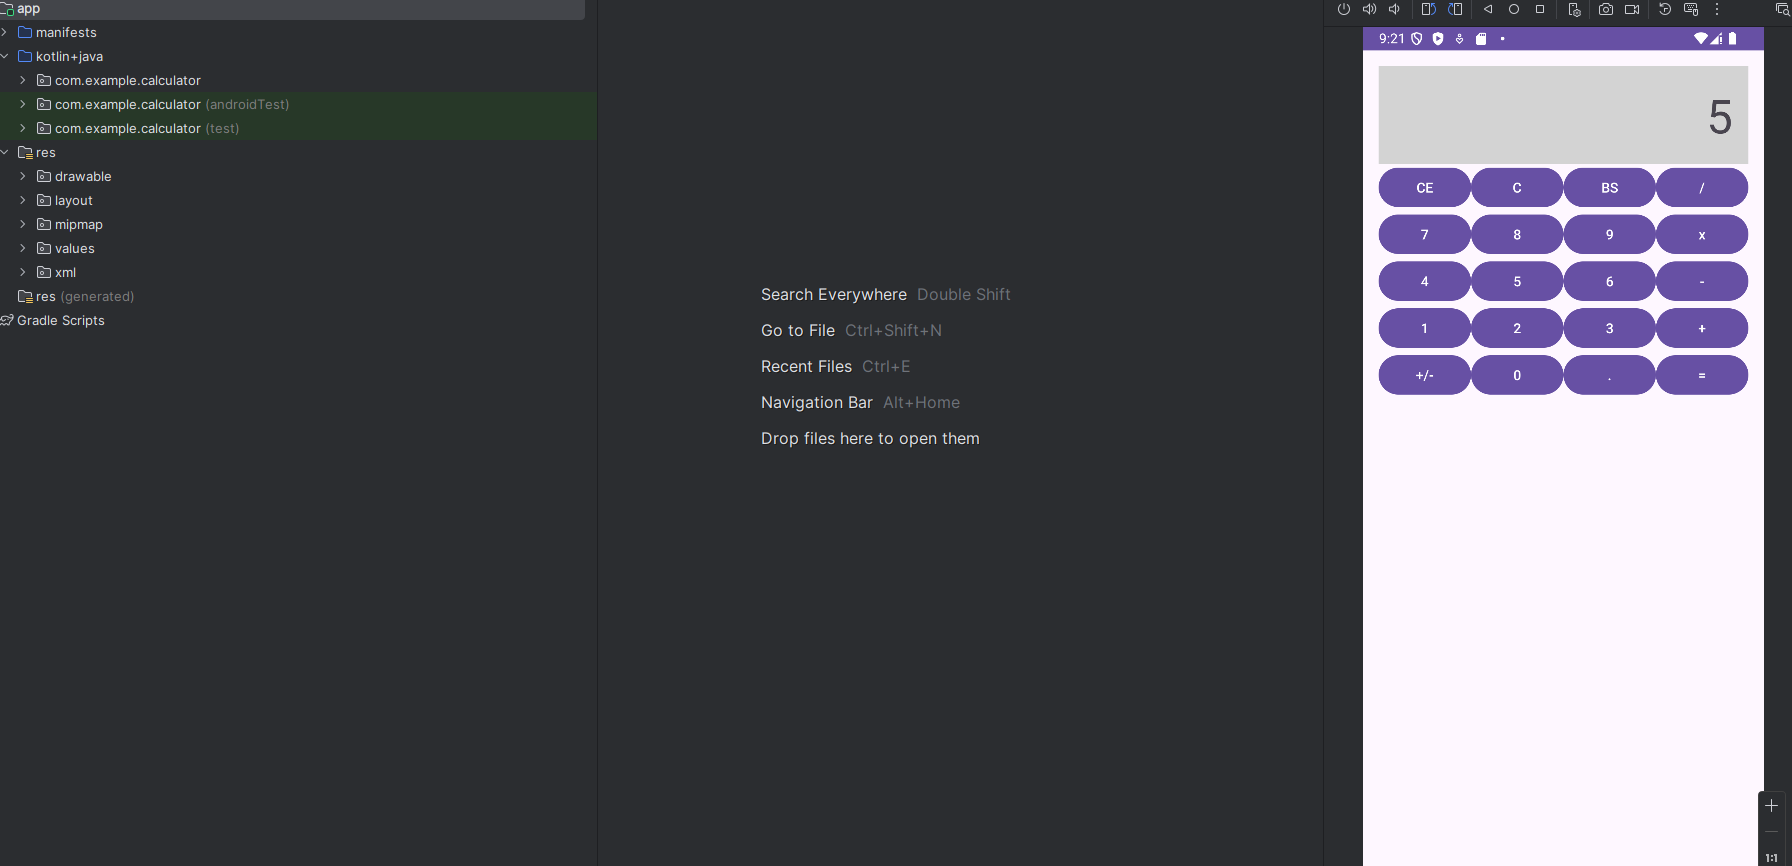 app
manifests
kotlin+java
com.example.calculator
com.example.calculator (androidTest)
com.example.calculator (test)
res
drawable
layout
mipmap
values
xml
res (generated)
Gradle Scripts
Search Everywhere Double Shift
Go to File Ctrl+Shift+N
Recent Files Ctrl+E
Navigation Bar Alt+Home
Drop files here to open them
9:21
5
CE C BS /
7 8 9 x
4 5 6 -
1 2 3 +
+/- 0 . =
1:1